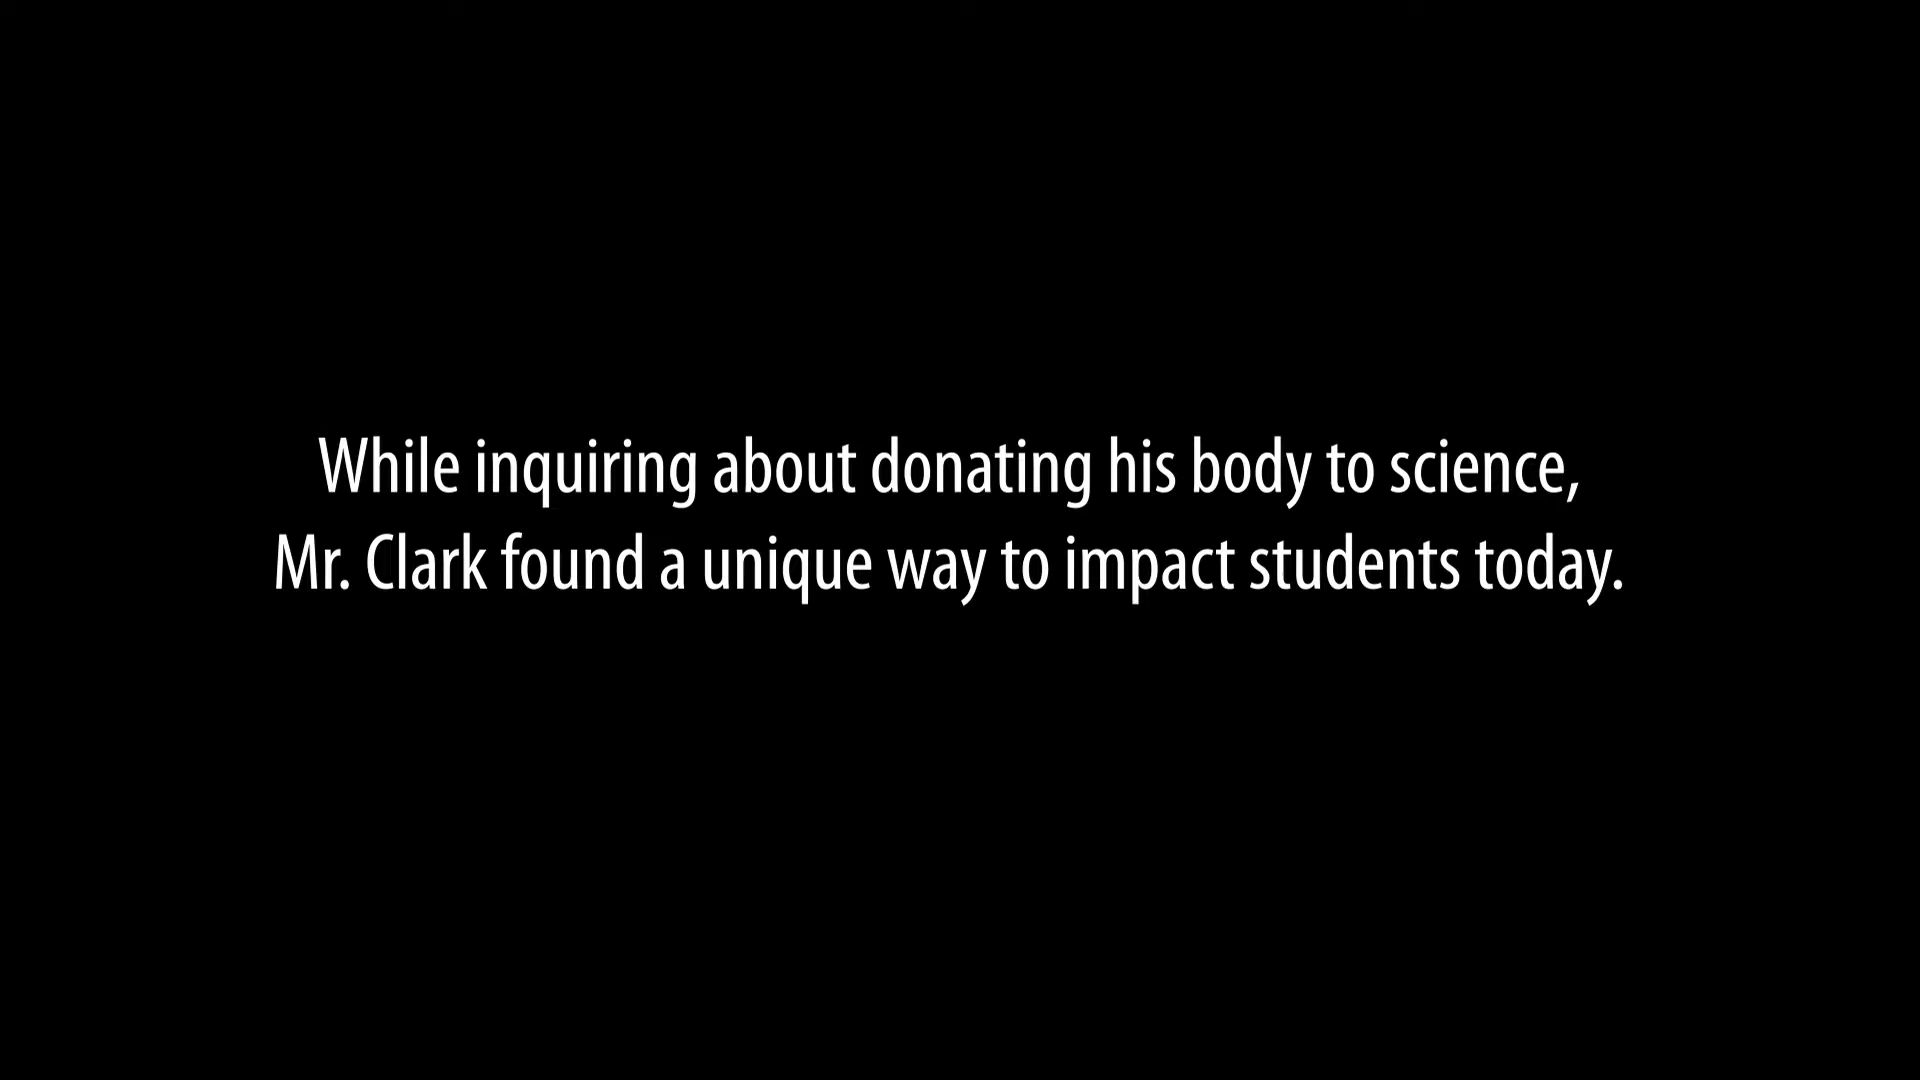 While inquiring about donating his body to science,
Mr. Clark found a unique way to impact students today.